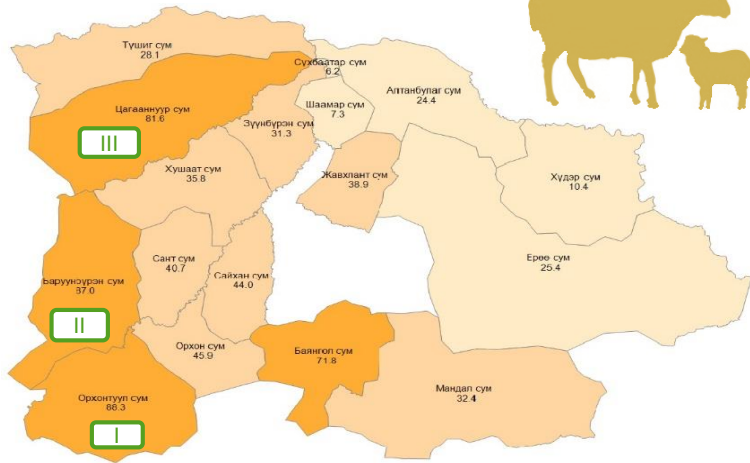 Түшиг сум
28.1
Сүхбаатар сум
6.2
Алтанбулаг сум
24.4
Цагааннуур сум
81.6
III
Шаамар сум
7.3
Зүүнбүрэн сум
31.3
Хушаат сум
35.8
Жавхлант сум
38.9
Хүдэр сум
10.4
Сант сум
40.7
Сайхан сум
44.0
Ерөө сум
25.4
Баруунбүрэн сум
87.0
II
Орхон сум
45.9
Баянгол сум
71.8
Мандал сум
32.4
Орхонтуул сум
88.3
I